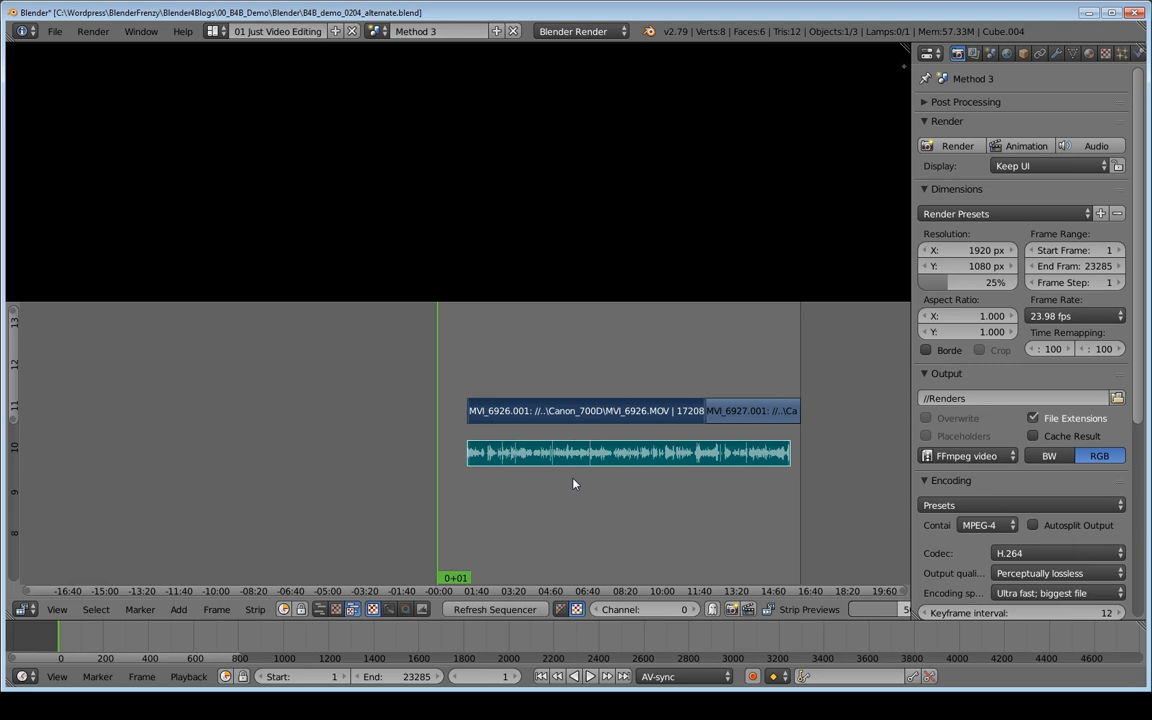 Blender* [C:\Wordpress\BlenderFrenzy\Blender4Blogs\00_B4B_Demo\Blender\B4B_demo_0204_alternate.blend]
File Render Window Help 01 Just Video Editing Method 3 Blender Render v2.79 | Verts:8 | Faces:6 | Tris:12 | Objects:1/3 | Lamps:0/1 | Mem:57.33M | Cube.004
Method 3
Post Processing
Render
Render Animation Audio
Display: Keep UI
Dimensions
Render Presets
Resolution: Frame Range:
X: 1920 px Start Frame: 1
Y: 1080 px End Fram: 23285
25% Frame Step: 1
Aspect Ratio: Frame Rate:
X: 1.000 23.98 fps
Y: 1.000 Time Remapping:
Borde Crop : 100 : 100
Output
//Renders
Overwrite File Extensions
Placeholders Cache Result
FFmpeg video BW RGB
Encoding
Presets
Contai MPEG-4 Autosplit Output
Codec: H.264
Output quali... Perceptually lossless
Encoding sp... Ultra fast; biggest file
Keyframe interval: 12
13
12
11
10
9
8
MVI_6926.001: //..\Canon_700D\MVI_6926.MOV | 17208 MVI_6927.001: //..\Ca
0+01
-16:40 -15:00 -13:20 -11:40 -10:00 -08:20 -06:40 -05:00 -03:20 -01:40 -00:00 01:40 03:20 05:00 06:40 08:20 10:00 11:40 13:20 15:00 16:40 18:20 20:00
View Select Marker Add Frame Strip Refresh Sequencer Channel: 0 Strip Previews
0 200 400 600 800 1000 1200 1400 1600 1800 2000 2200 2400 2600 2800 3000 3200 3400 3600 3800 4000 4200 4400 4600
View Marker Frame Playback Start: 1 End: 23285 1 AV-sync